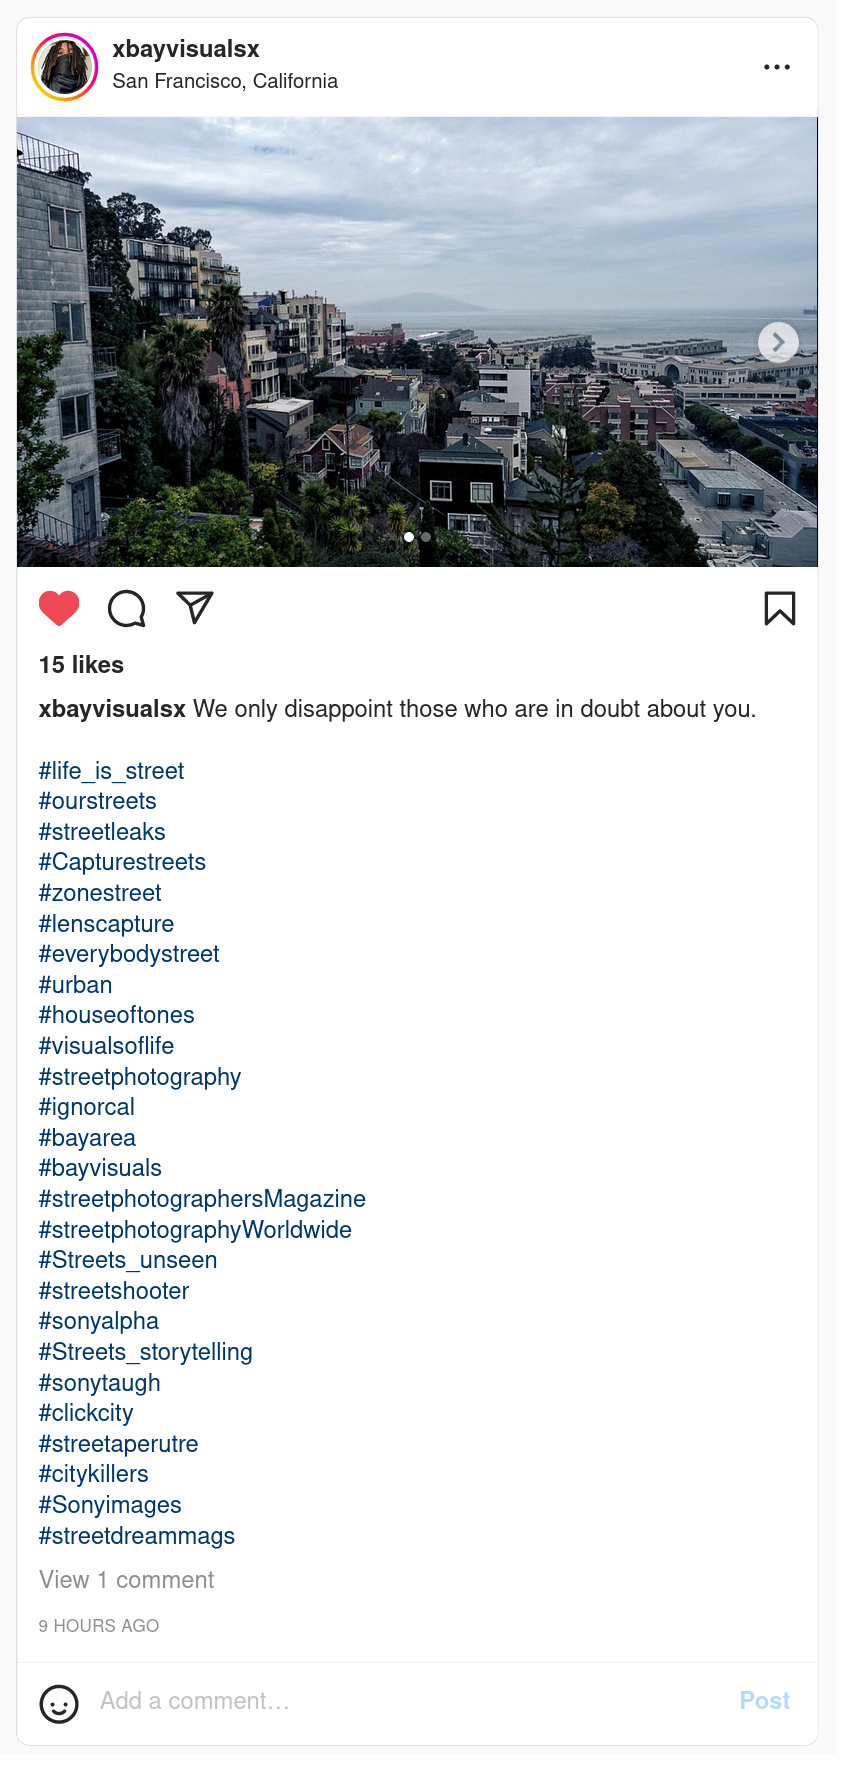 xbayvisualsx
San Francisco, California
15 likes
xbayvisualsx We only disappoint those who are in doubt about you.
#life_is_street
#ourstreets
#streetleaks
#Capturestreets
#zonestreet
#lenscapture
#everybodystreet
#urban
#houseoftones
#visualsoflife
#streetphotography
#ignorcal
#bayarea
#bayvisuals
#streetphotographersMagazine
#streetphotographyWorldwide
#Streets_unseen
#streetshooter
#sonyalpha
#Streets_storytelling
#sonytaugh
#clickcity
#streetaperutre
#citykillers
#Sonyimages
#streetdreammags
View 1 comment
9 HOURS AGO
Add a comment…
Post